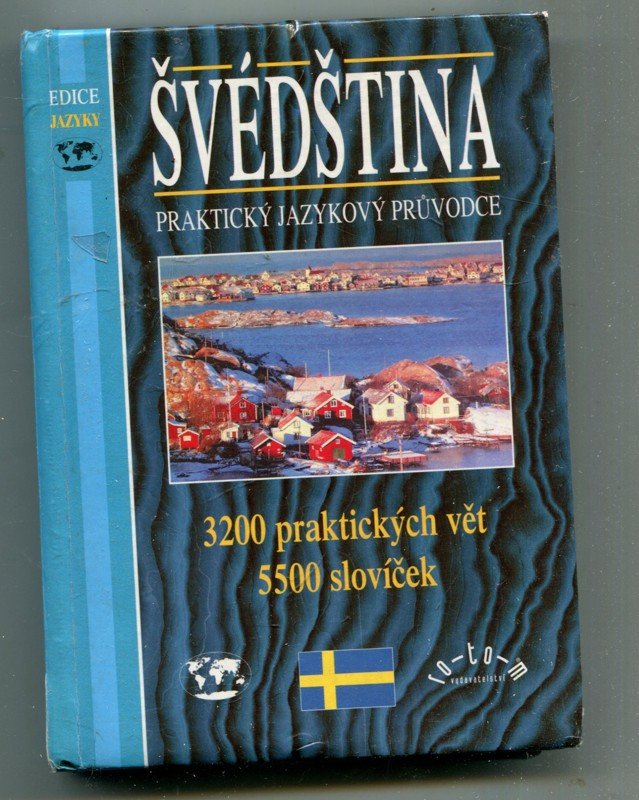 EDICE
JAZYKY
ŠVÉDŠTINA
PRAKTICKÝ JAZYKOVÝ PRŮVODCE
3200 praktických vět
5500 slovíček
ro-to-m
vydavatelství